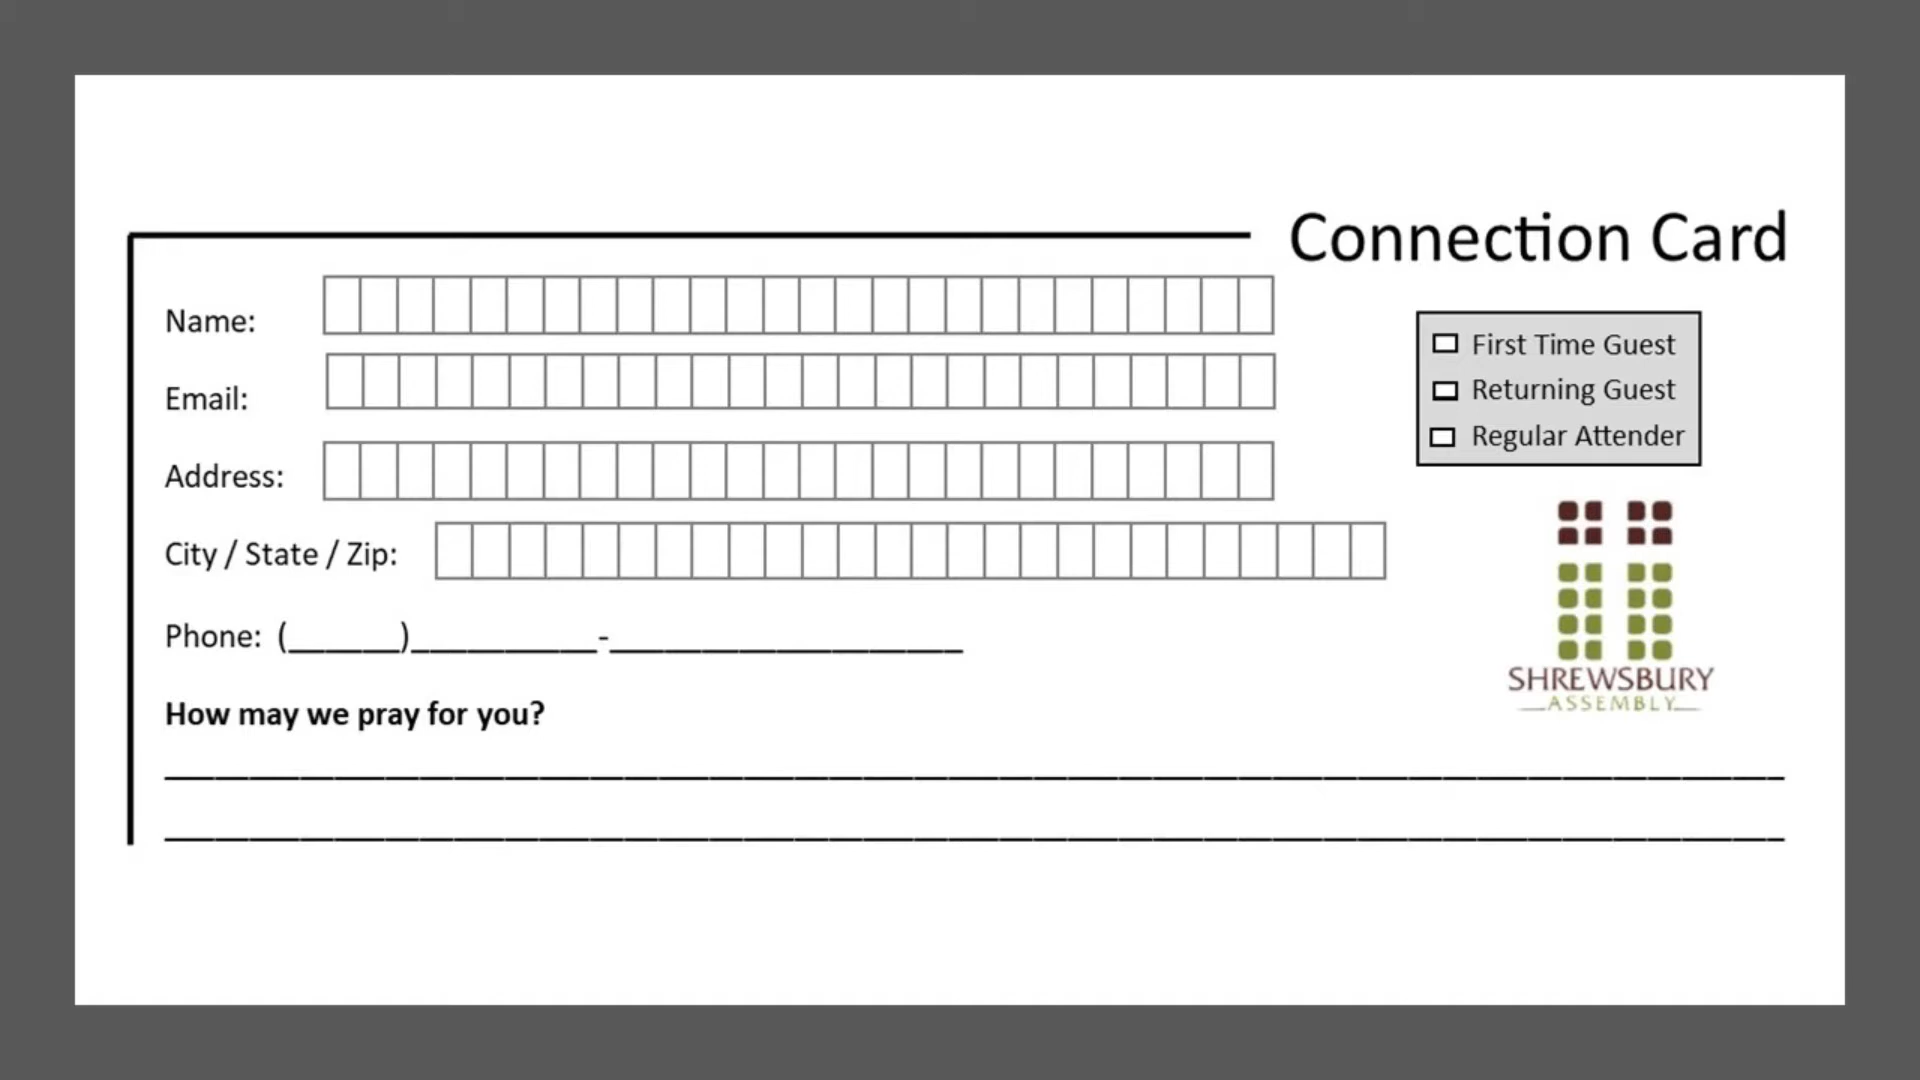 Connection Card
Name:
Email:
Address:
City / State / Zip:
Phone: (______)__________-___________________
How may we pray for you?
First Time Guest
Returning Guest
Regular Attender
SHREWSBURY
ASSEMBLY